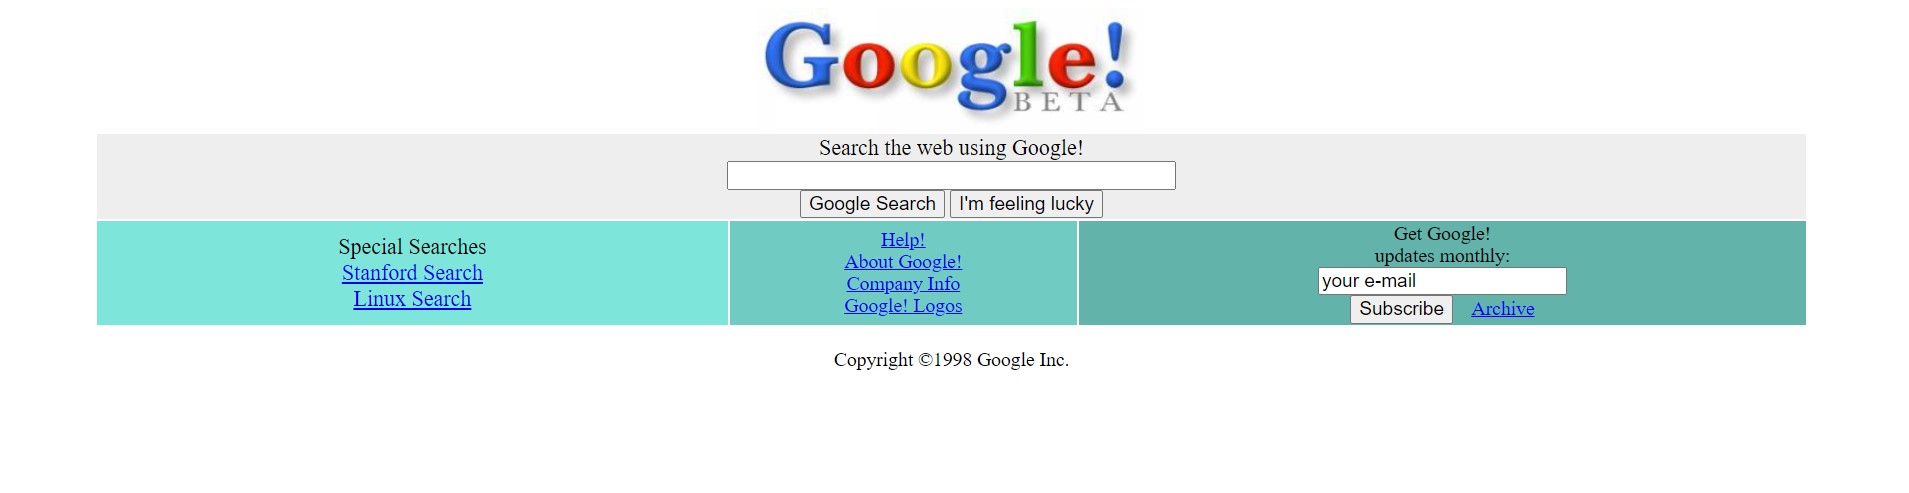 Google!
BETA
Search the web using Google!
Google Search I'm feeling lucky
Special Searches
Stanford Search
Linux Search
Help!
About Google!
Company Info
Google! Logos
Get Google!
updates monthly:
your e-mail
Subscribe Archive
Copyright ©1998 Google Inc.